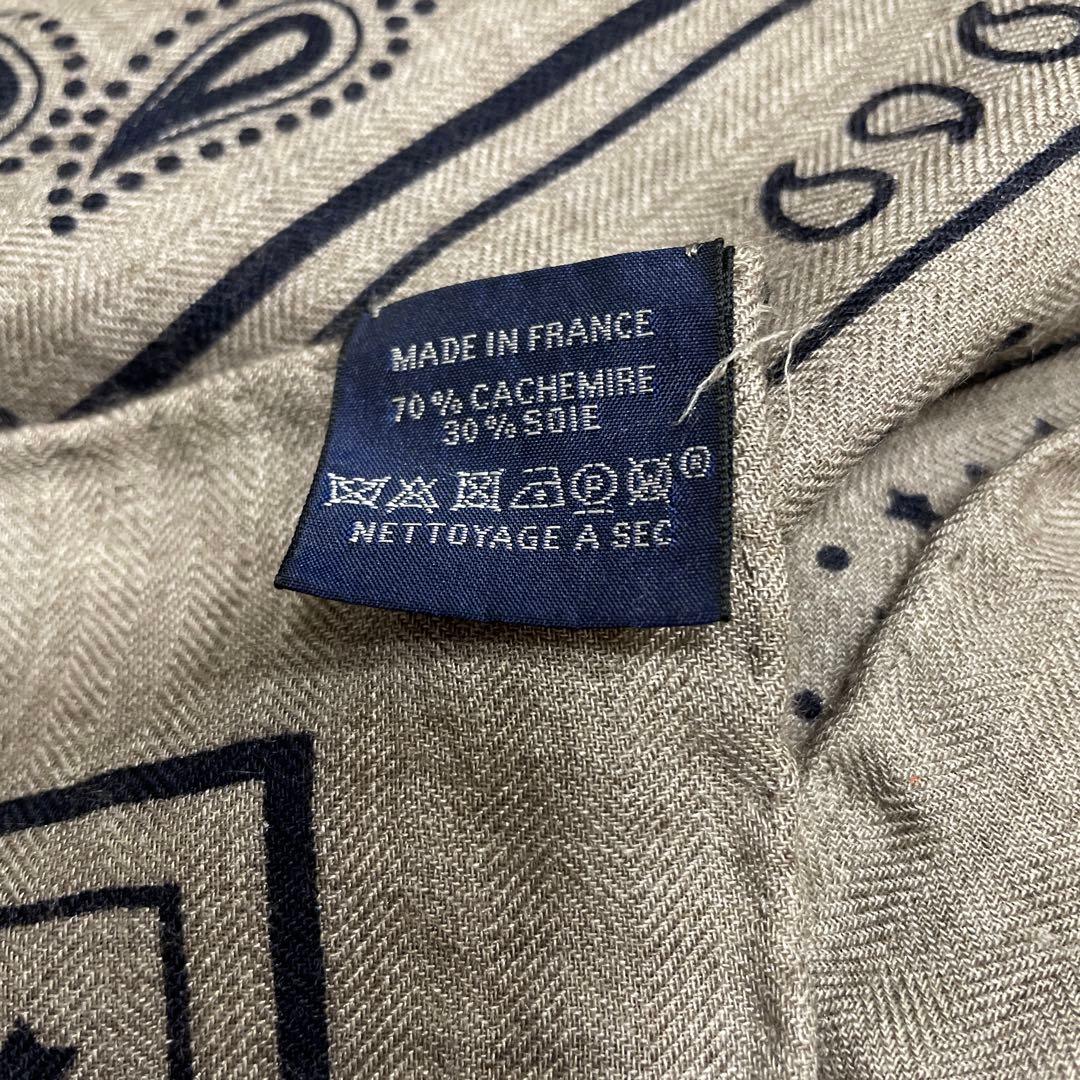 MADE IN FRANCE
70 % CACHEMIRE
30 % SOIE
P W ®
NETTOYAGE A SEC